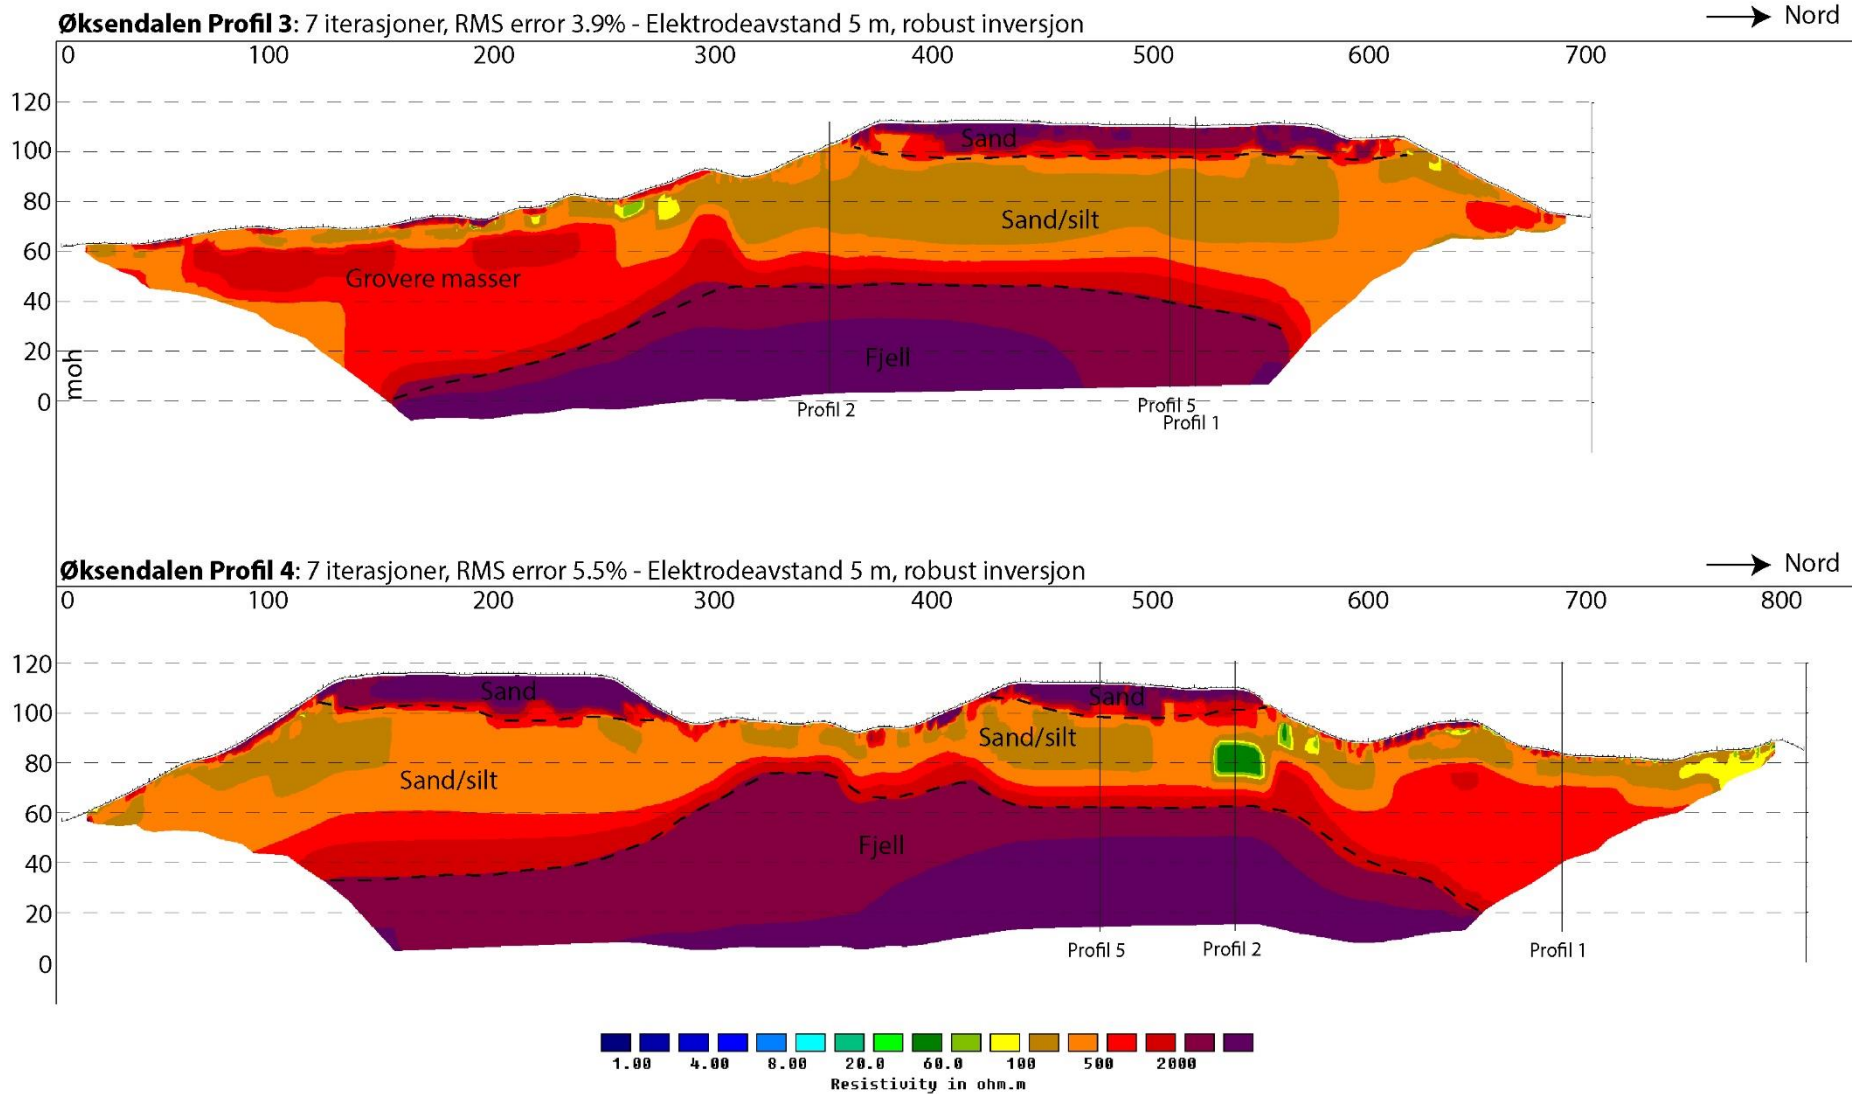 Øksendalen Profil 3: 7 iterasjoner, RMS error 3.9% - Elektrodeavstand 5 m, robust inversjon
Nord
0 100 200 300 400 500 600 700
120
100
80
60
40
20
0
moh
Sand
Sand/silt
Grovere masser
Fjell
Profil 2
Profil 5
Profil 1
Øksendalen Profil 4: 7 iterasjoner, RMS error 5.5% - Elektrodeavstand 5 m, robust inversjon
Nord
0 100 200 300 400 500 600 700 800
120
100
80
60
40
20
0
Sand
Sand
Sand/silt
Sand/silt
Fjell
Profil 5
Profil 2
Profil 1
1.00 4.00 8.00 20.0 60.0 100 500 2000
Resistivity in ohm.m